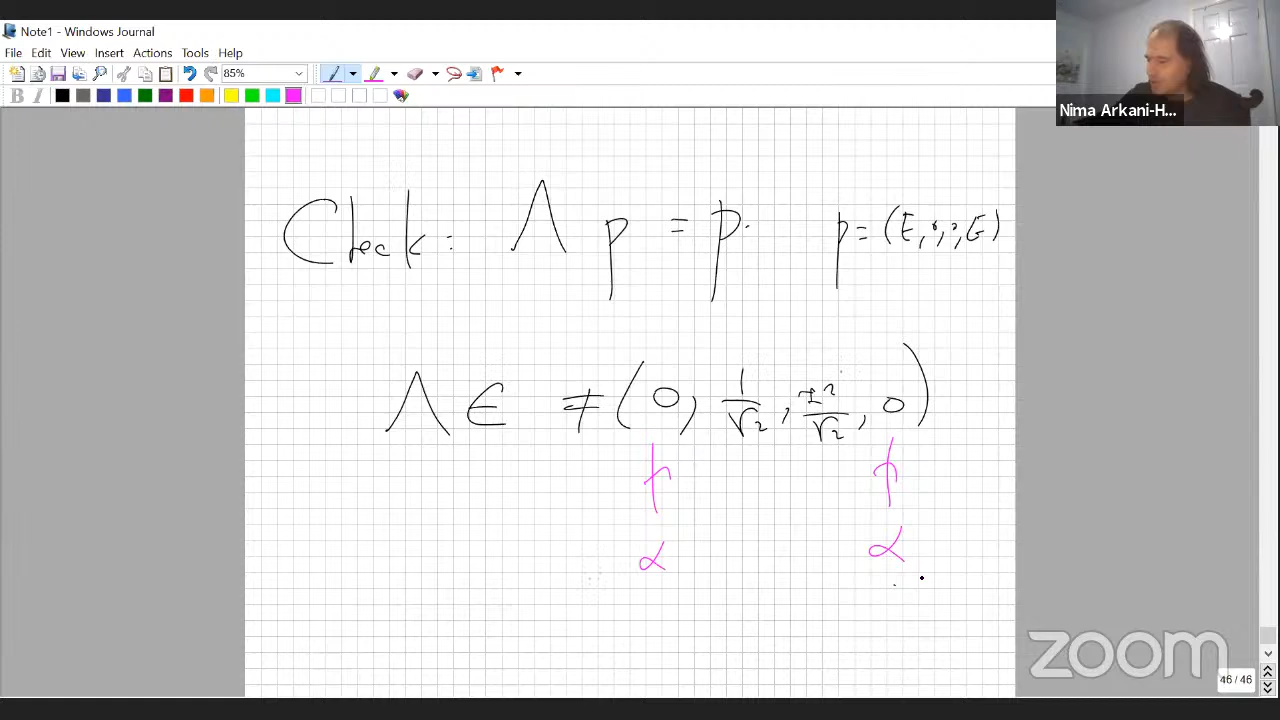 Note1 - Windows Journal
File Edit View Insert Actions Tools Help
85%
B I
Nima Arkani-H...
Check: Λ p = p. p = (E, 0, 0, E)
Λ ϵ ≠ (0, 1/√2, ±i/√2, 0)
α α
zoom
46 / 46